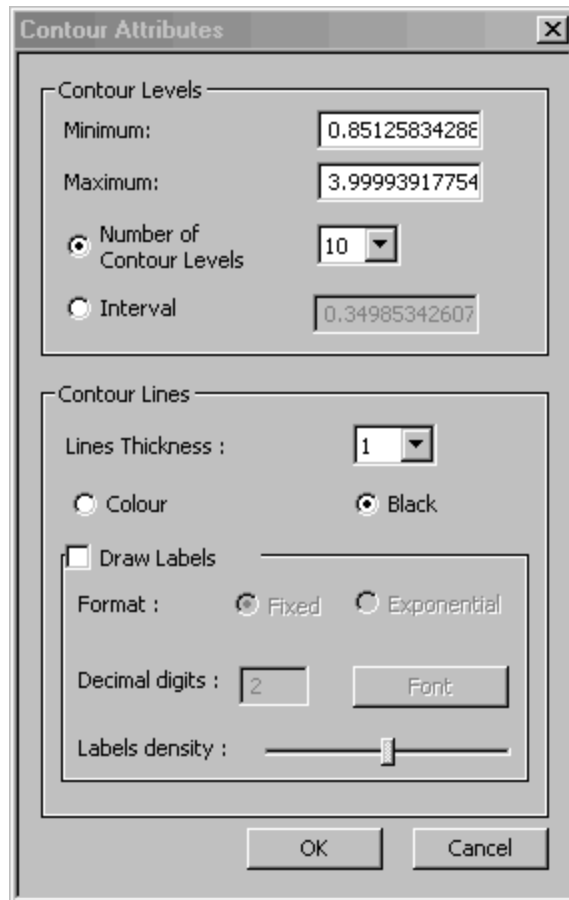 Contour Attributes
Contour Levels
Minimum: 0.85125834288
Maximum: 3.99993917754
Number of
Contour Levels
10
Interval 0.34985342607
Contour Lines
Lines Thickness : 1
Colour Black
Draw Labels
Format : Fixed Exponential
Decimal digits : 2 Font
Labels density :
OK Cancel